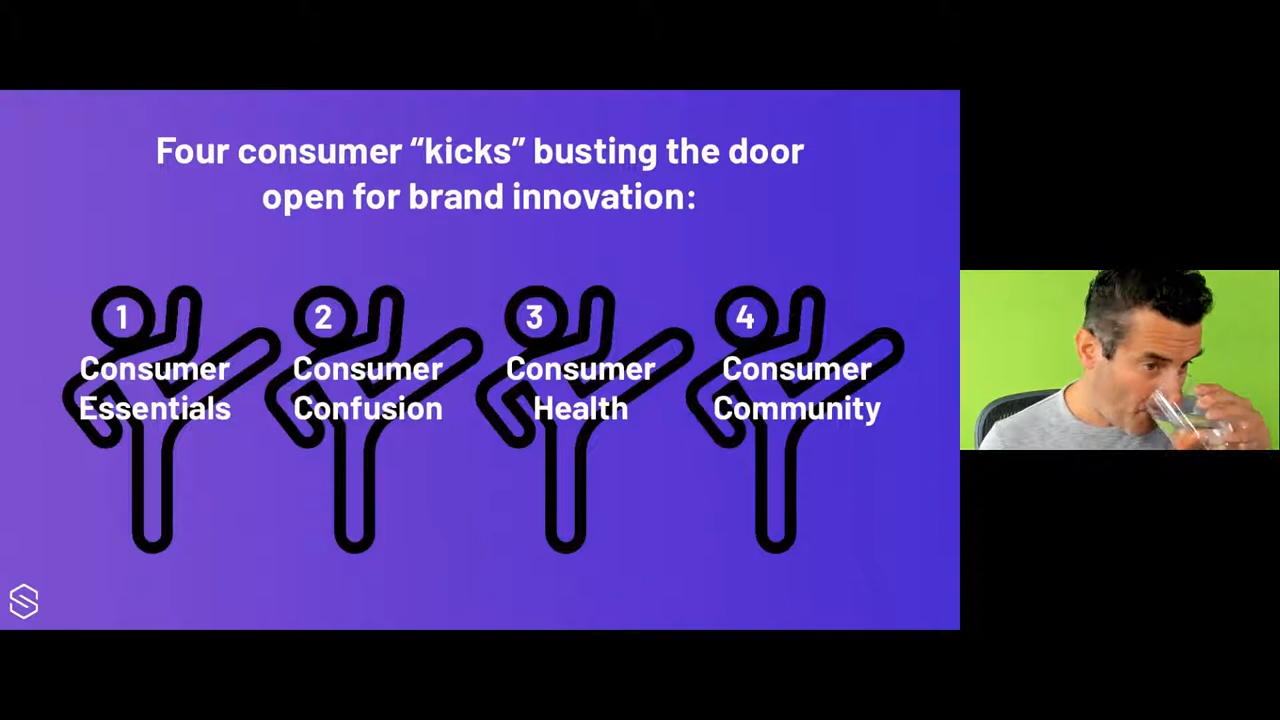 Four consumer “kicks” busting the door
open for brand innovation:
1
Consumer
Essentials
2
Consumer
Confusion
3
Consumer
Health
4
Consumer
Community